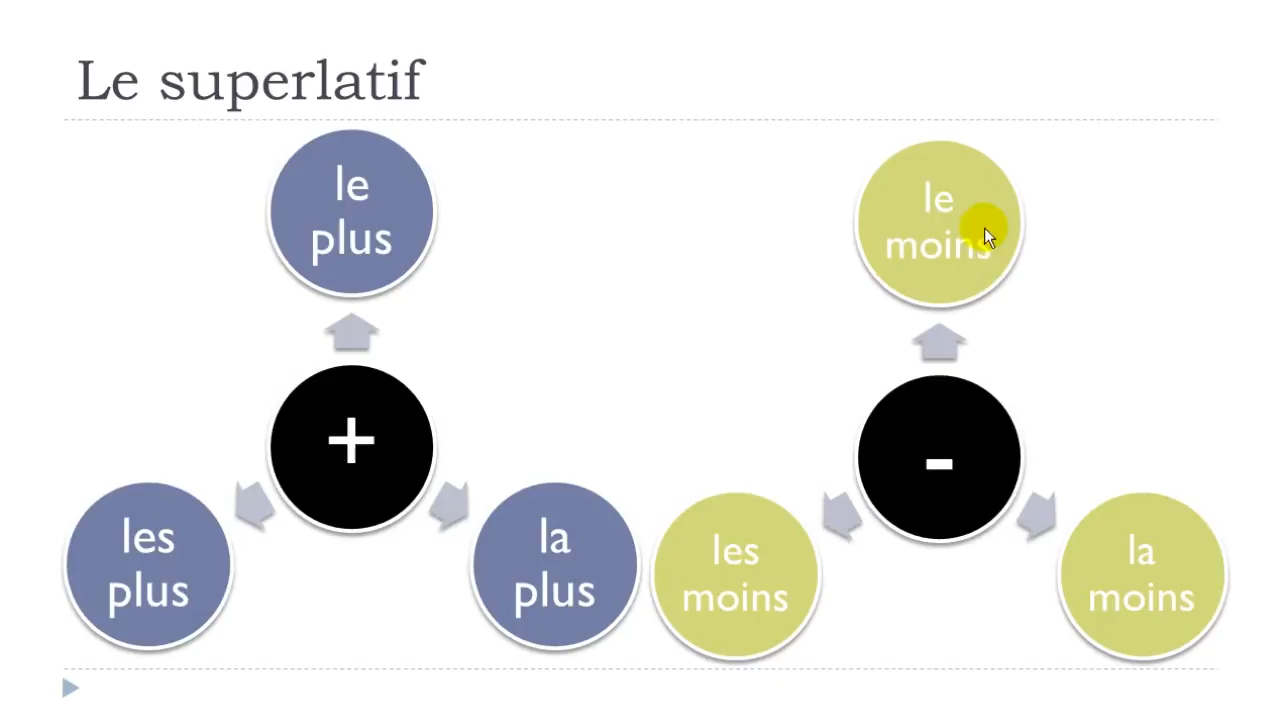 Le superlatif
le
plus
+
les
plus
la
plus
le
moins
-
les
moins
la
moins